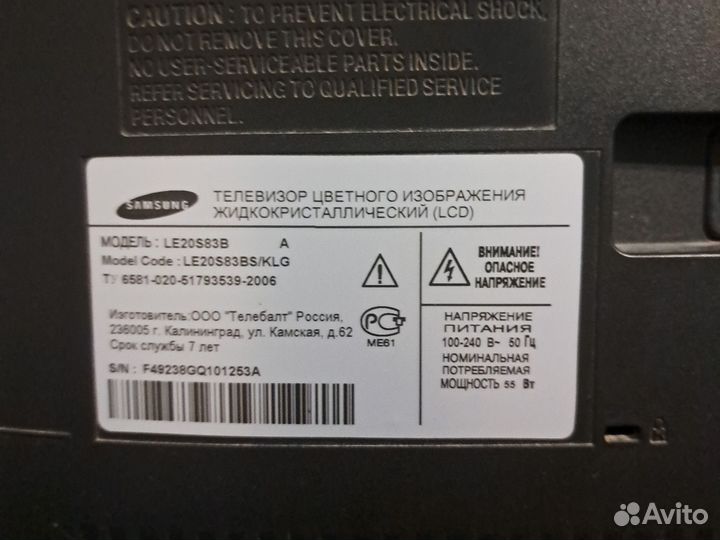 CAUTION : TO PREVENT ELECTRICAL SHOCK,
DO NOT REMOVE THIS COVER.
NO USER-SERVICEABLE PARTS INSIDE.
REFER SERVICING TO QUALIFIED SERVICE
PERSONNEL.
SAMSUNG
ТЕЛЕВИЗОР ЦВЕТНОГО ИЗОБРАЖЕНИЯ
ЖИДКОКРИСТАЛЛИЧЕСКИЙ (LCD)
МОДЕЛЬ : LE20S83B A
Model Code : LE20S83BS/KLG
ТУ 6581-020-51793539-2006
Изготовитель:ООО "Телебалт" Россия,
236005 г. Калининград, ул. Камская, д.62
Срок службы 7 лет
РСТ
ME61
S/N : F49238GQ101253A
ВНИМАНИЕ!
ОПАСНОЕ
НАПРЯЖЕНИЕ
НАПРЯЖЕНИЕ
ПИТАНИЯ
100-240 В~ 50 Гц
НОМИНАЛЬНАЯ
ПОТРЕБЛЯЕМАЯ
МОЩНОСТЬ 55 Вт
Avito